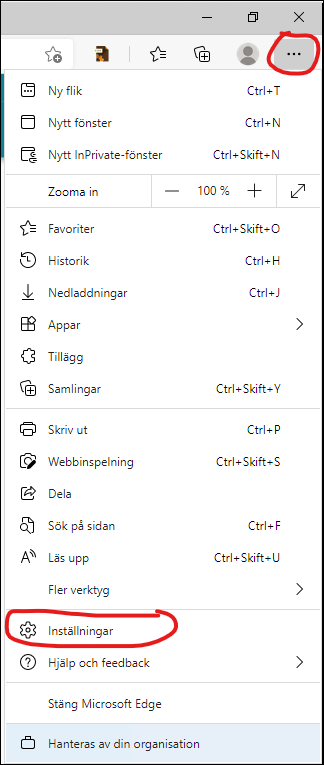 Ny flik Ctrl+T
Nytt fönster Ctrl+N
Nytt InPrivate-fönster Ctrl+Skift+N
Zooma in — 100 % +
Favoriter Ctrl+Skift+O
Historik Ctrl+H
Nedladdningar Ctrl+J
Appar
Tillägg
Samlingar Ctrl+Skift+Y
Skriv ut Ctrl+P
Webbinspelning Ctrl+Skift+S
Dela
Sök på sidan Ctrl+F
Läs upp Ctrl+Skift+U
Fler verktyg
Inställningar
Hjälp och feedback
Stäng Microsoft Edge
Hanteras av din organisation